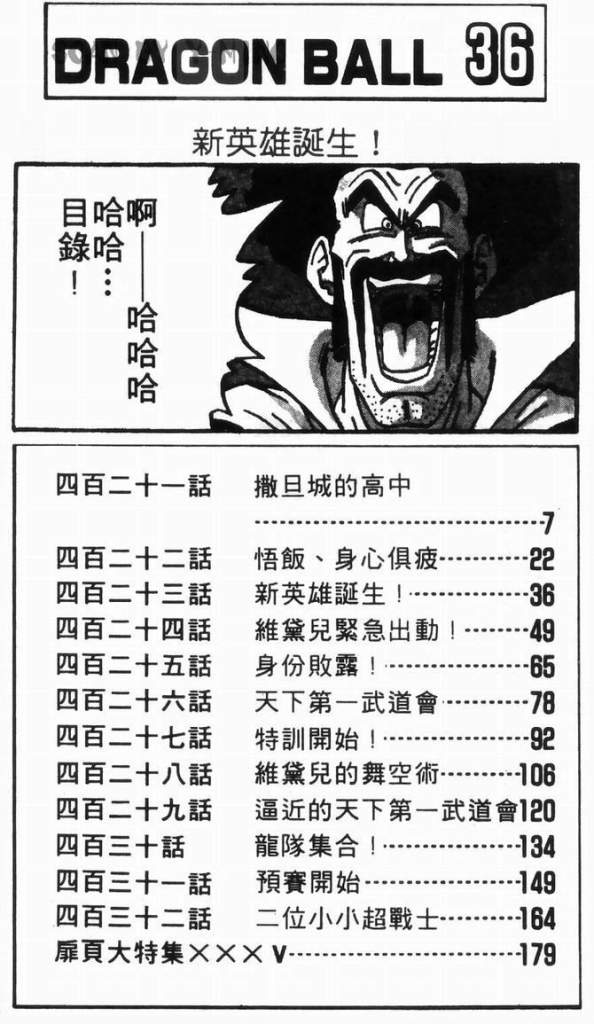 DRAGON BALL 36
新英雄誕生！
啊——哈哈哈
哈哈…
目錄！
四百二十一話 撒旦城的高中
7
四百二十二話 悟飯、身心俱疲 22
四百二十三話 新英雄誕生！ 36
四百二十四話 維黛兒緊急出動！ 49
四百二十五話 身份敗露！ 65
四百二十六話 天下第一武道會 78
四百二十七話 特訓開始！ 92
四百二十八話 維黛兒的舞空術 106
四百二十九話 逼近的天下第一武道會 120
四百三十話 龍隊集合！ 134
四百三十一話 預賽開始 149
四百三十二話 二位小小超戰士 164
扉頁大特集××× V 179